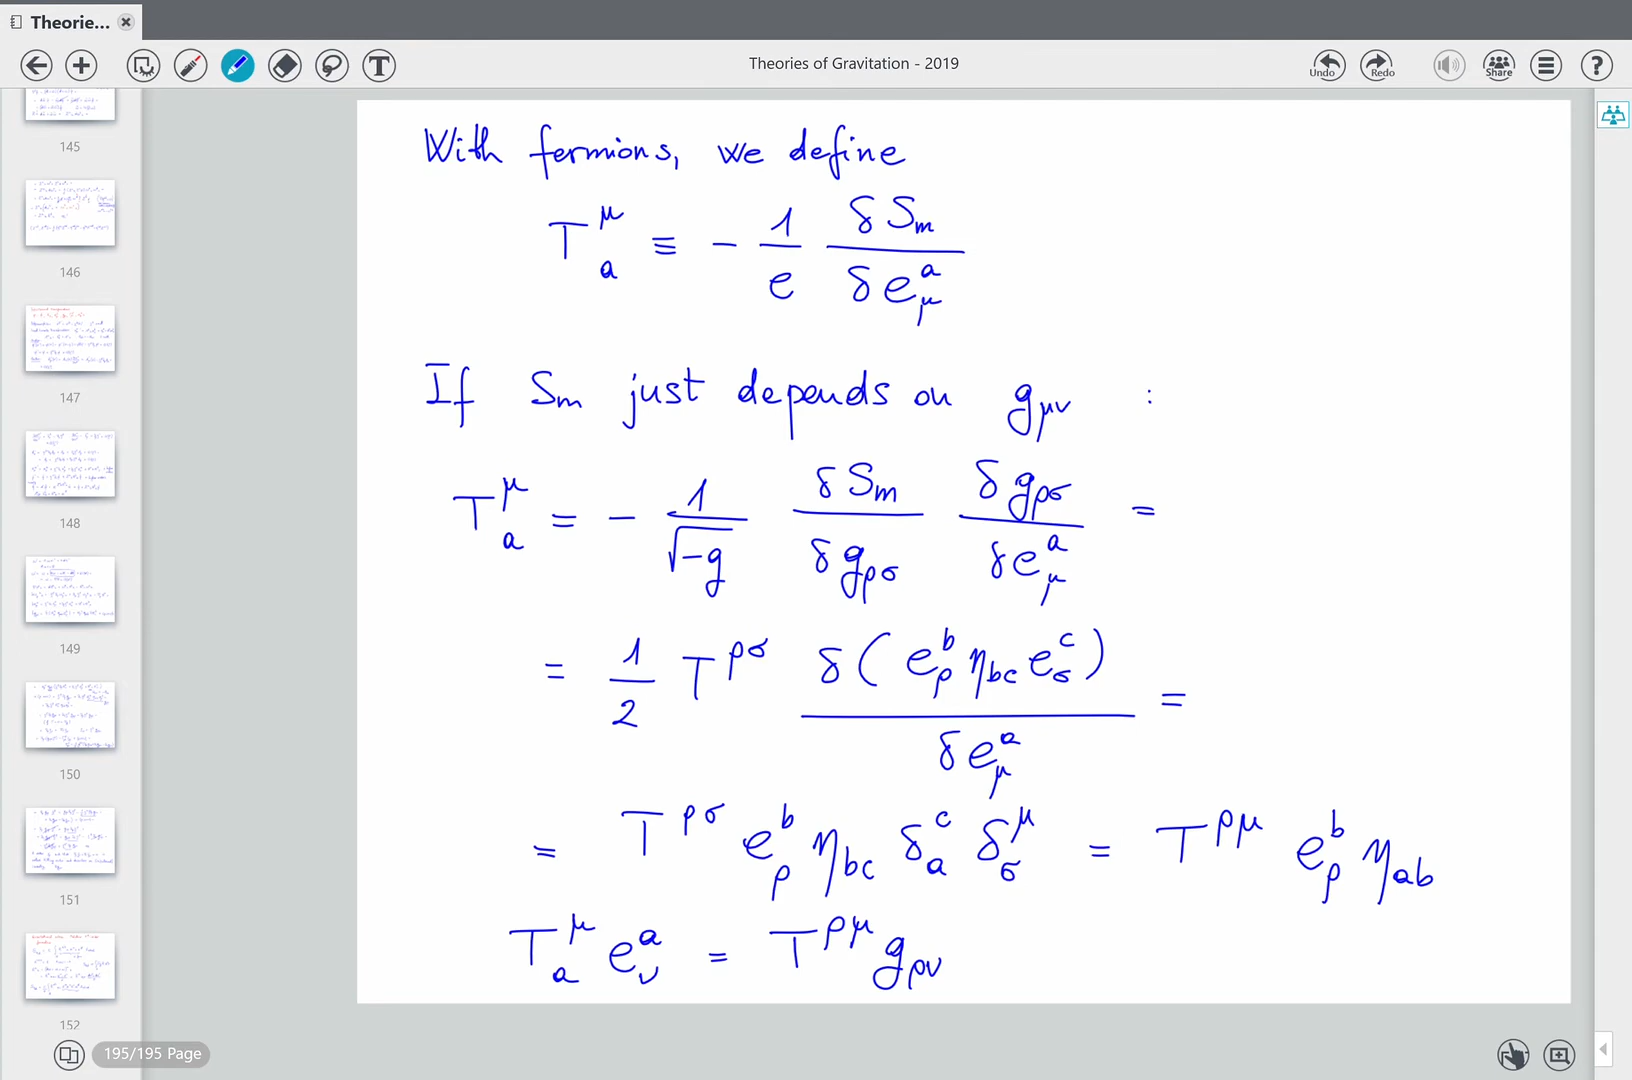 Theorie...
Theories of Gravitation - 2019
Undo
Redo
Share
145
146
147
148
149
150
151
152
195/195 Page
With fermions, we define
T^μ_a ≡ - 1/e δS_m/δe^a_μ
If S_m just depends on g_μν :
T^μ_a = - 1/√-g δS_m/δg_ρσ δg_ρσ/δe^a_μ =
= 1/2 T^ρσ δ(e^b_ρ η_bc e^c_σ)/δe^a_μ =
= T^ρσ e^b_ρ η_bc δ^c_a δ^μ_σ = T^ρμ e^b_ρ η_ab
T^μ_a e^a_ν = T^ρμ g_ρν